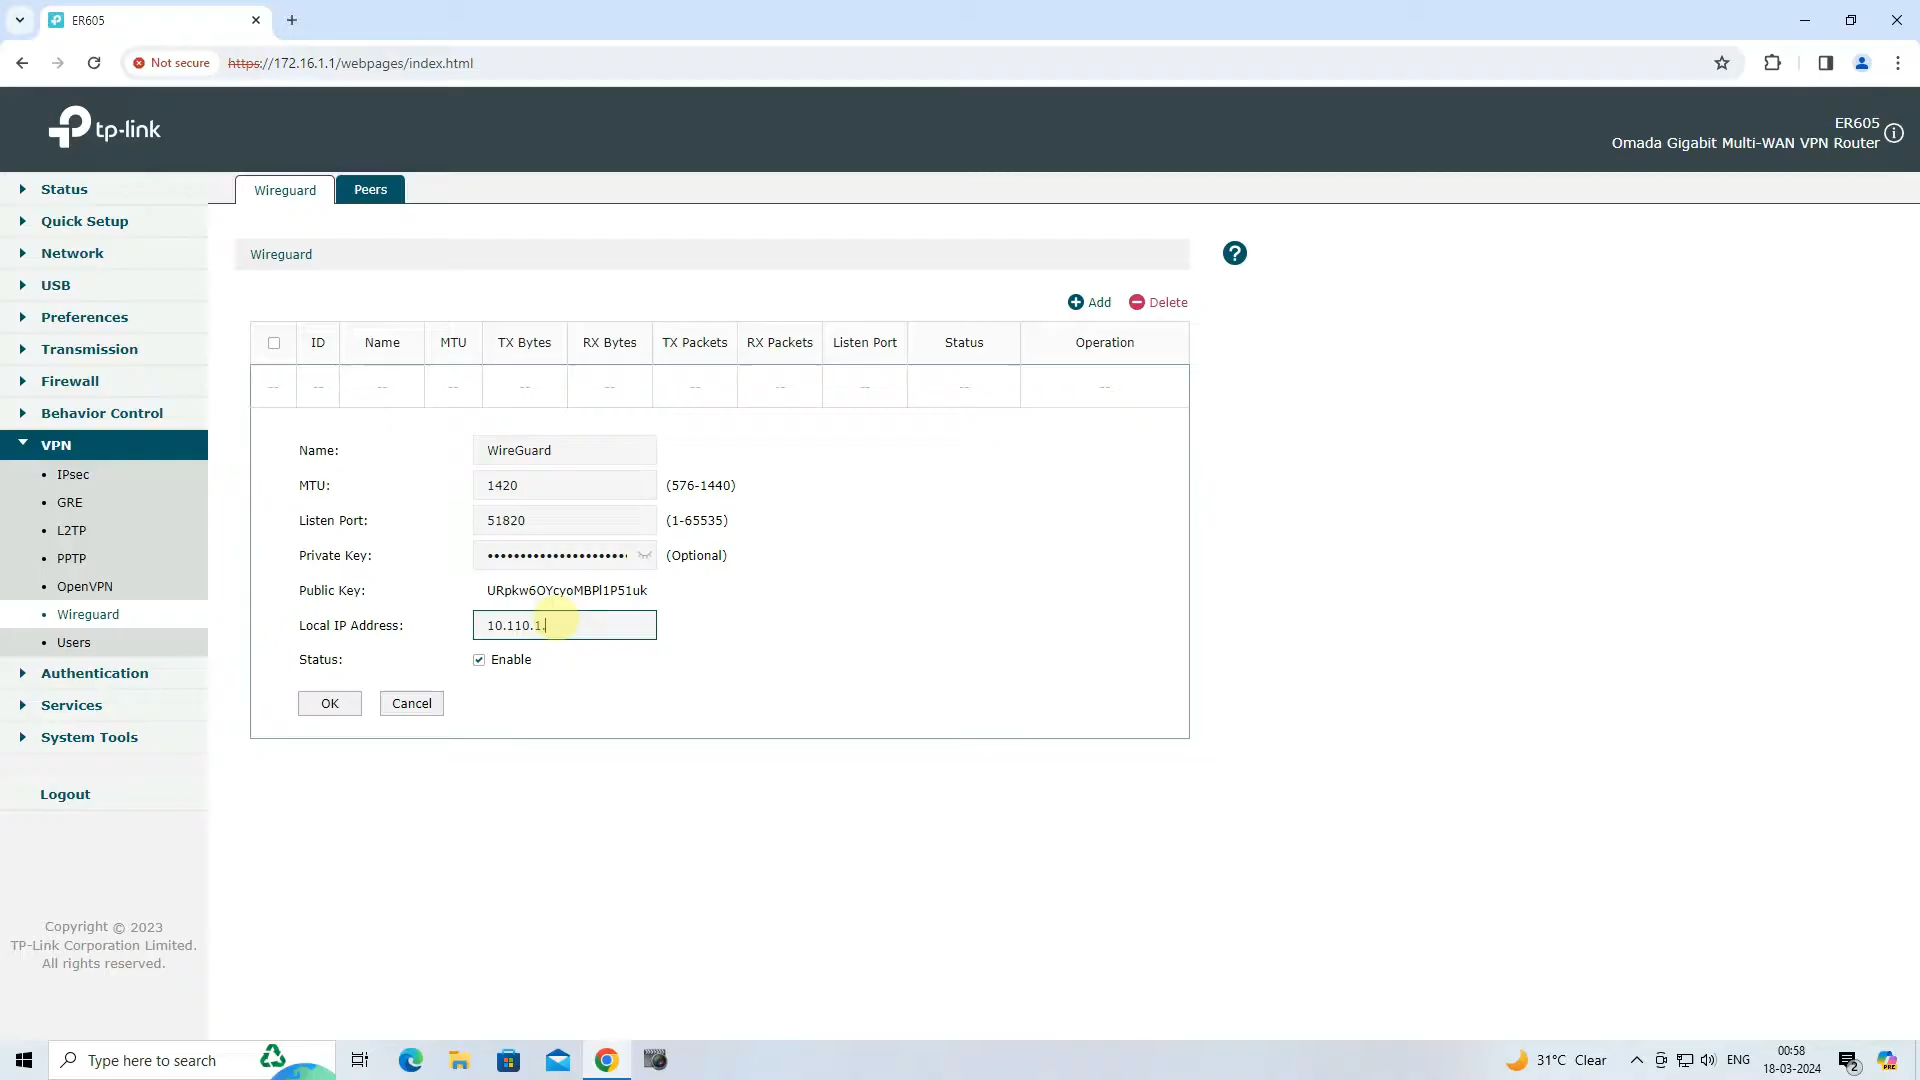 ER605
Not secure
https://172.16.1.1/webpages/index.html
tp-link
ER605
Omada Gigabit Multi-WAN VPN Router
Status
Quick Setup
Network
USB
Preferences
Transmission
Firewall
Behavior Control
VPN
IPsec
GRE
L2TP
PPTP
OpenVPN
Wireguard
Users
Authentication
Services
System Tools
Logout
Copyright © 2023
TP-Link Corporation Limited.
All rights reserved.
Wireguard Peers
Wireguard
Add Delete
ID Name MTU TX Bytes RX Bytes TX Packets RX Packets Listen Port Status Operation
-- -- -- -- -- -- -- -- -- -- --
Name: WireGuard
MTU: 1420 (576-1440)
Listen Port: 51820 (1-65535)
Private Key: (Optional)
Public Key: URpkw6OYcyoMBPl1P51uk
Local IP Address: 10.110.1.
Status: Enable
OK Cancel
Type here to search
31°C Clear
ENG
00:58
18-03-2024
2
PRE